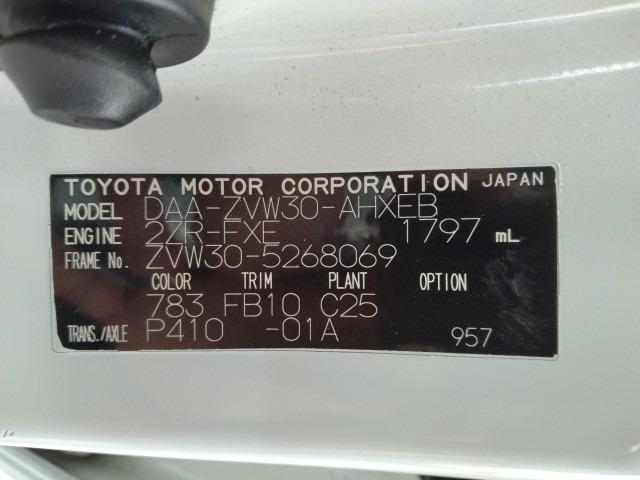 TOYOTA MOTOR CORPORATION JAPAN
MODEL DAA-ZVW30-AHXEB
ENGINE 2ZR-FXE 1797 mL
FRAME No. ZVW30-5268069
COLOR TRIM PLANT OPTION
783 FB10 C25
TRANS./AXLE P410 -01A 957